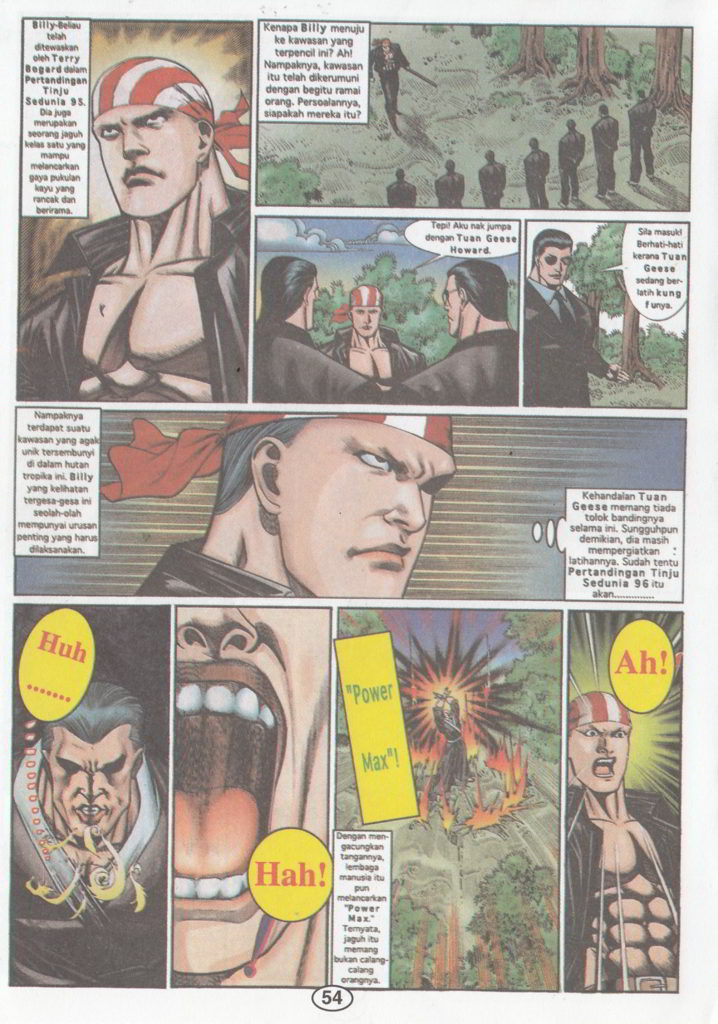 Billy-Beliau
telah
ditewaskan
oleh Terry
Bogard dalam
Pertandingan
Tinju
Sedunia 95.
Dia juga
merupakan
seorang jaguh
kelas satu yang
mampu
melancarkan
gaya pukulan
kayu yang
rancak dan
berirama.
Kenapa Billy menuju
ke kawasan yang
terpencil ini? Ah!
Nampaknya, kawasan
itu telah dikerumuni
dengan begitu ramai
orang. Persoalannya,
siapakah mereka itu?
Tepi! Aku nak jumpa
dengan Tuan Geese
Howard.
Sila masuk!
Berhati-hati
kerana Tuan
Geese
sedang ber-
latih kung
funya.
Nampaknya
terdapat suatu
kawasan yang agak
unik tersembunyi
di dalam hutan
tropika ini. Billy
yang kelihatan
tergesa-gesa ini
seolah-olah
mempunyai urusan
penting yang harus
dilaksanakan.
Kehandalan Tuan
Geese memang tiada
tolok bandingnya
selama ini. Sungguhpun
demikian, dia masih
mempergiatkan :
latihannya. Sudah tentu
Pertandingan Tinju
Sedunia 96 itu
akan..............
Huh
.......
Hah!
"Power
Max"!
Dengan men-
gacungkan
tangannya,
lembaga
manusia itu
pun
melancarkan
"Power
Max."
Ternyata,
jaguh itu
memang
bukan calang-
calang
orangnya.
Ah!
54